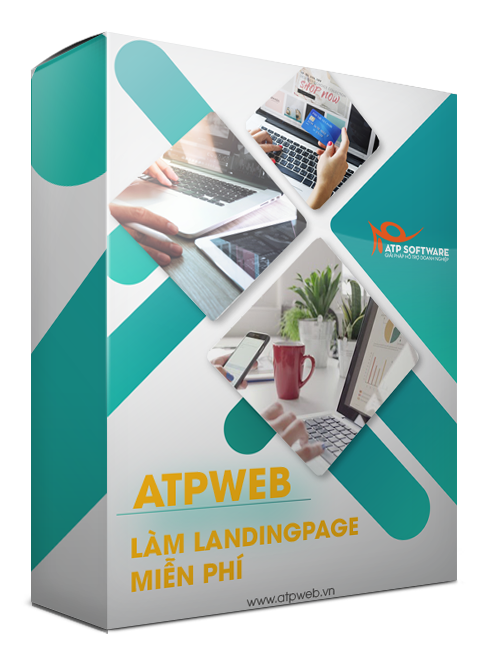 SHOP NOW
ATP SOFTWARE
GIẢI PHÁP HỖ TRỢ DOANH NGHIỆP
ATPWEB
LÀM LANDINGPAGE
MIỄN PHÍ
www.atpweb.vn